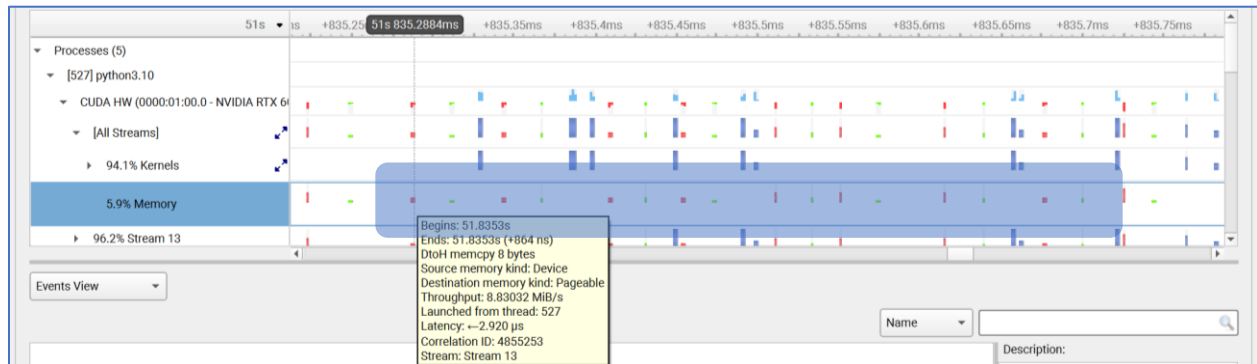 51s
ns +835.25 51s 835.2884ms +835.35ms +835.4ms +835.45ms +835.5ms +835.55ms +835.6ms +835.65ms +835.7ms +835.75ms
Processes (5)
[527] python3.10
CUDA HW (0000:01:00.0 - NVIDIA RTX 6
[All Streams]
94.1% Kernels
5.9% Memory
96.2% Stream 13
Begins: 51.8353s
Ends: 51.8353s (+864 ns)
DtoH memcpy 8 bytes
Source memory kind: Device
Destination memory kind: Pageable
Throughput: 8.83032 MiB/s
Launched from thread: 527
Latency: ←2.920 μs
Correlation ID: 4855253
Stream: Stream 13
Events View
Name
Description: